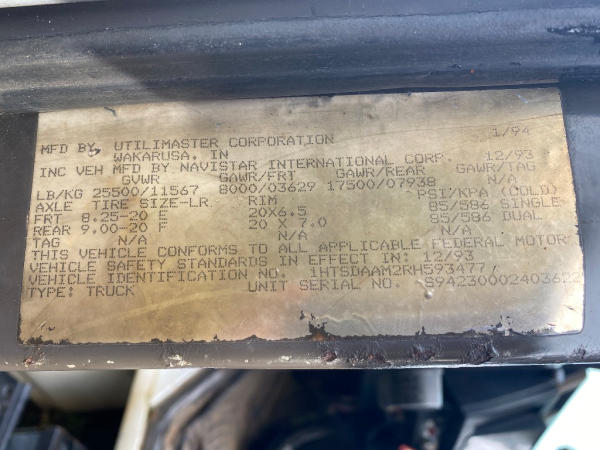 MFD BY, UTILIMASTER CORPORATION 1/94
WAKARUSA, IN
INC VEH MFD BY NAVISTAR INTERNATIONAL CORP. 12/93
GVWR GAWR/FRT GAWR/REAR GAWR/TAG
LB/KG 25500/11567 8000/03629 17500/07938 N/A
AXLE TIRE SIZE-LR. RIM PSI/KPA (COLD)
FRT 8.25-20 E 20X6.5 85/586 SINGLE
REAR 9.00-20 F 20 X 7.0 85/586 DUAL
TAG N/A N/A N/A
THIS VEHICLE CONFORMS TO ALL APPLICABLE FEDERAL MOTOR
VEHICLE SAFETY STANDARDS IN EFFECT IN: 12/93
VEHICLE IDENTIFICATION NO. 1HTSDAAM2RH593477,
TYPE: TRUCK UNIT SERIAL NO. S94230002403622